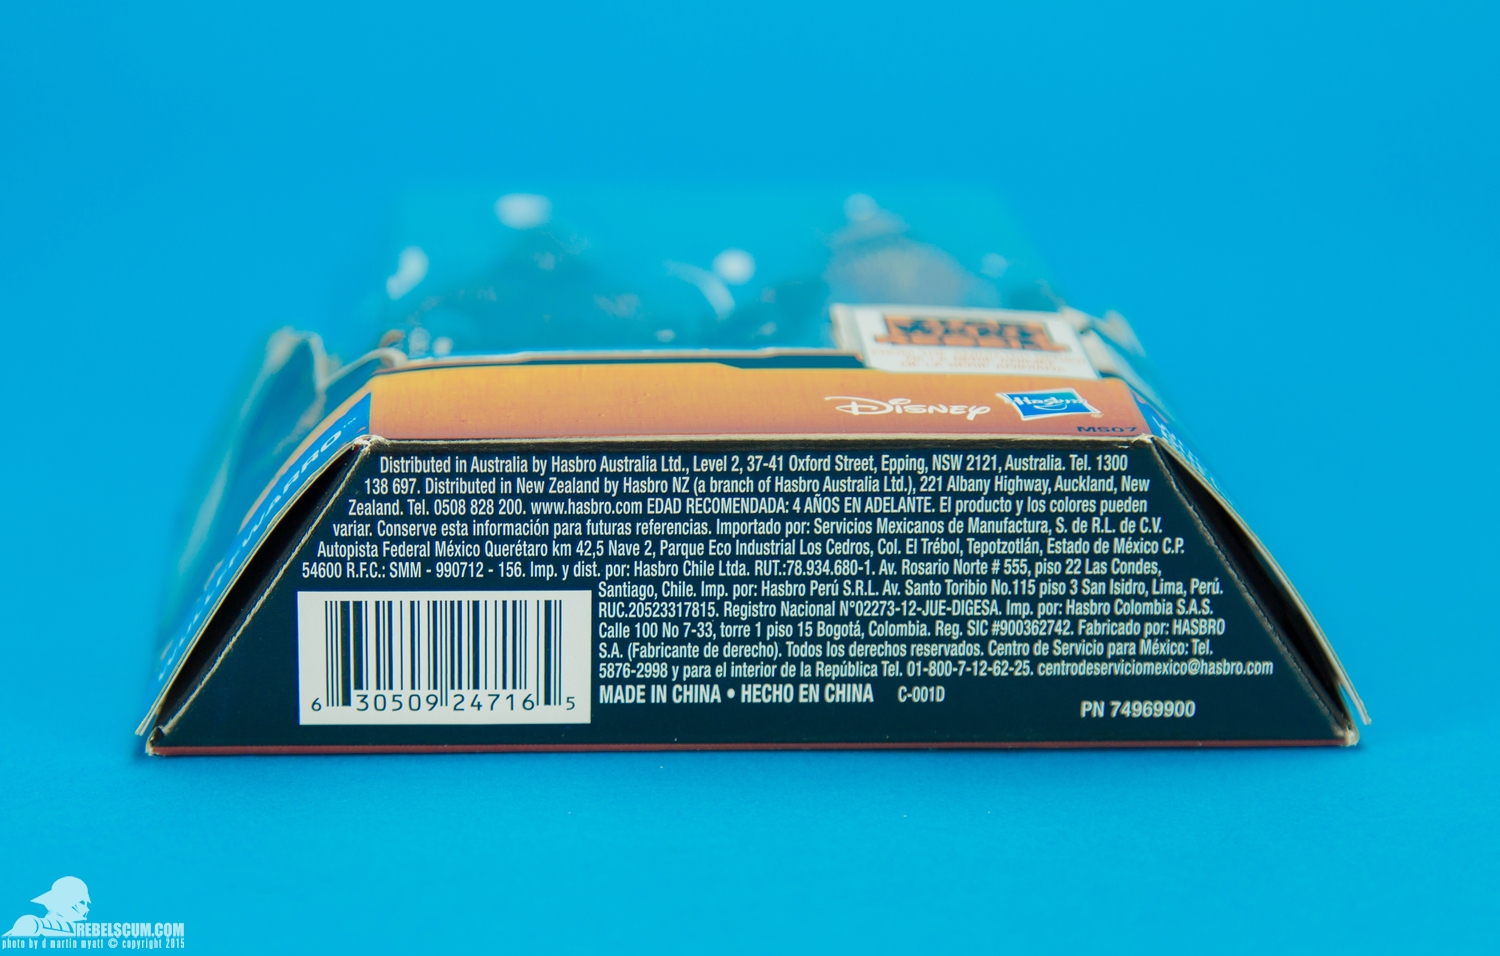 DISNEY
Hasbro
MS07
Distributed in Australia by Hasbro Australia Ltd., Level 2, 37-41 Oxford Street, Epping, NSW 2121, Australia. Tel. 1300
138 697. Distributed in New Zealand by Hasbro NZ (a branch of Hasbro Australia Ltd.), 221 Albany Highway, Auckland, New
Zealand. Tel. 0508 828 200. www.hasbro.com EDAD RECOMENDADA: 4 AÑOS EN ADELANTE. El producto y los colores pueden
variar. Conserve esta información para futuras referencias. Importado por: Servicios Mexicanos de Manufactura, S. de R.L. de C.V.
Autopista Federal México Querétaro km 42,5 Nave 2, Parque Eco Industrial Los Cedros, Col. El Trébol, Tepotzotlán, Estado de México C.P.
54600 R.F.C.: SMM - 990712 - 156. Imp. y dist. por: Hasbro Chile Ltda. RUT.:78.934.680-1. Av. Rosario Norte # 555, piso 22 Las Condes,
Santiago, Chile. Imp. por: Hasbro Perú S.R.L. Av. Santo Toribio No.115 piso 3 San Isidro, Lima, Perú.
RUC.20523317815. Registro Nacional N°02273-12-JUE-DIGESA. Imp. por: Hasbro Colombia S.A.S.
Calle 100 No 7-33, torre 1 piso 15 Bogotá, Colombia. Reg. SIC #900362742. Fabricado por: HASBRO
S.A. (Fabricante de derecho). Todos los derechos reservados. Centro de Servicio para México: Tel.
5876-2998 y para el interior de la República Tel. 01-800-7-12-62-25. centrodeserviciomexico@hasbro.com
MADE IN CHINA • HECHO EN CHINA C-001D
6 30509 24716 5
PN 74969900
REBELSCUM.COM
photo by d martin myatt © copyright 2015